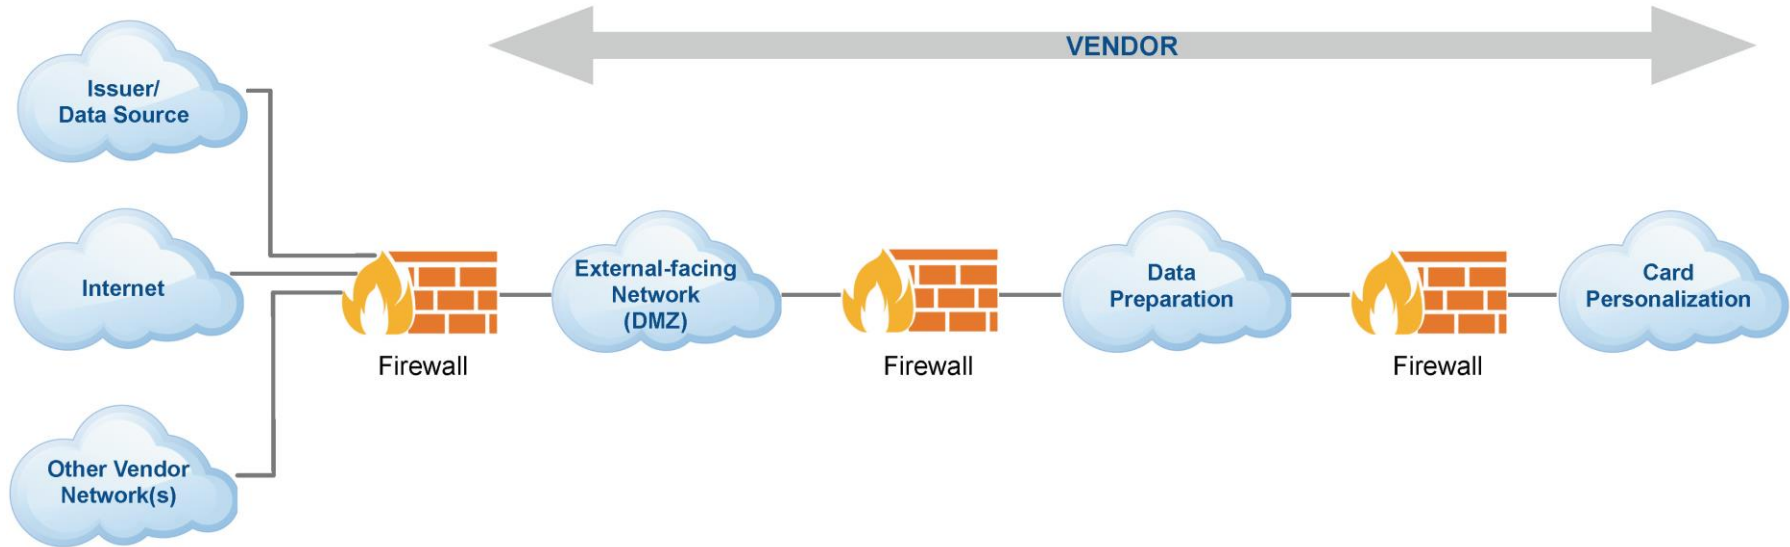 VENDOR
Issuer/
Data Source
Internet
Other Vendor
Network(s)
Firewall
External-facing
Network
(DMZ)
Firewall
Data
Preparation
Firewall
Card
Personalization